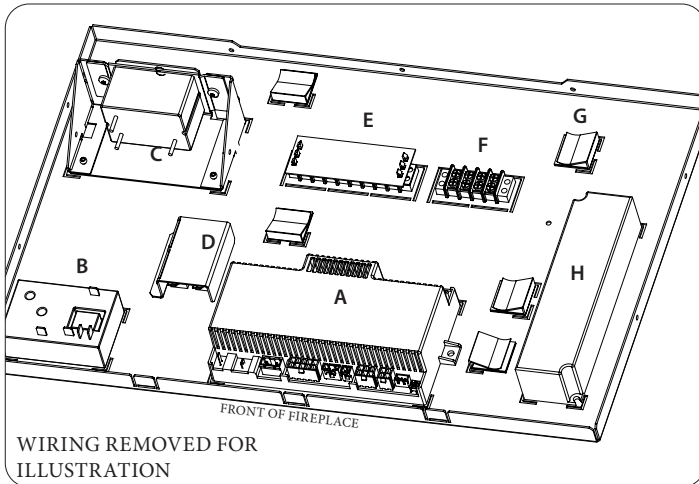 E
G
F
C
D
B
H
A
FRONT OF FIREPLACE
WIRING REMOVED FOR
ILLUSTRATION